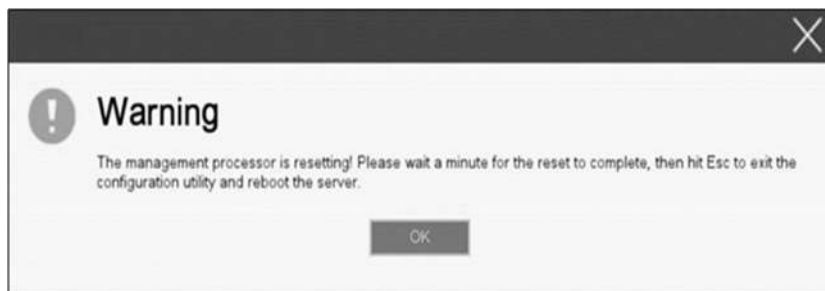 Warning
The management processor is resetting! Please wait a minute for the reset to complete, then hit Esc to exit the
configuration utility and reboot the server.
OK